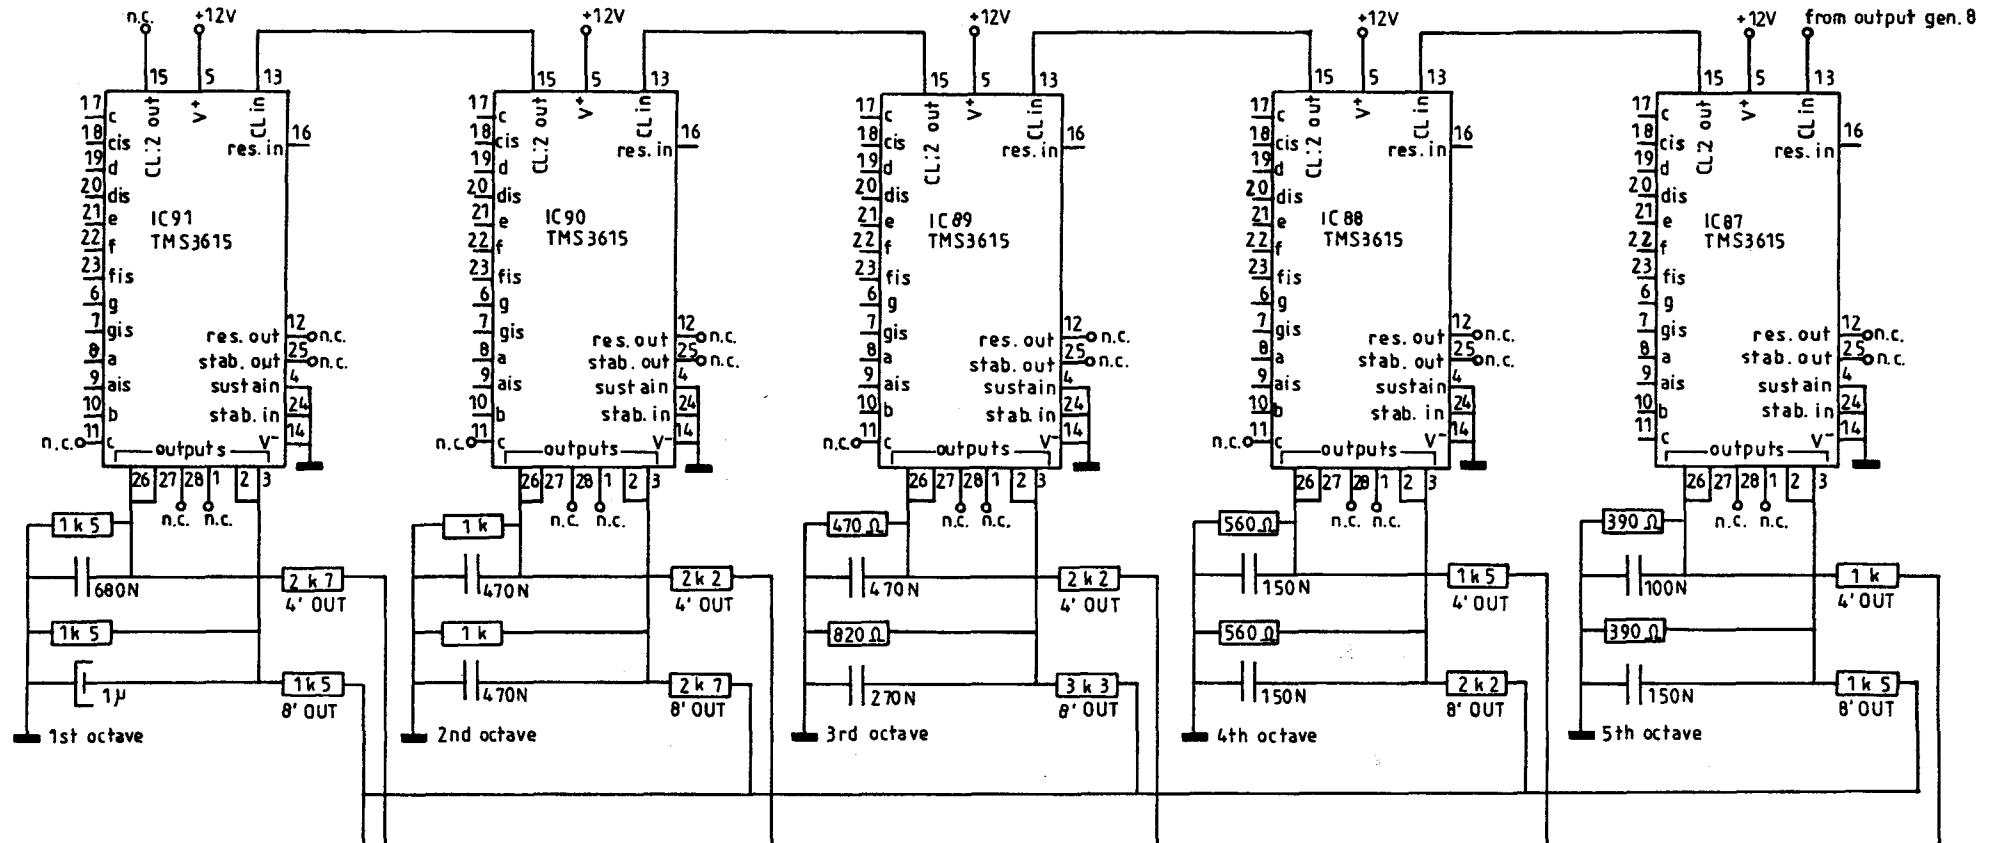 n.c. +12V
15 5 13
17 c
18 cis
19 d
20 dis
21 e
22 f
23 fis
6 g
7 gis
8 a
9 ais
10 b
n.c. 11 c
CL:2 out
V+
CL in
16
res. in
IC91
TMS3615
12
res. out n.c.
25
stab. out n.c.
4
sustain
24
stab. in
14
V-
outputs
26 27 28 1 2 3
n.c. n.c.
1k5
680N
2k7
4' OUT
1k5
1µ
1k5
8' OUT
1st octave
+12V
15 5 13
17 c
18 cis
19 d
20 dis
21 e
22 f
23 fis
6 g
7 gis
8 a
9 ais
10 b
n.c. 11 c
CL:2 out
V+
CL in
16
res. in
IC90
TMS3615
12
res. out n.c.
25
stab. out n.c.
4
sustain
24
stab. in
14
V-
outputs
26 27 28 1 2 3
n.c. n.c.
1k
470N
2k2
4' OUT
1k
470N
2k7
8' OUT
2nd octave
+12V
15 5 13
17 c
18 cis
19 d
20 dis
21 e
22 f
23 fis
6 g
7 gis
8 a
9 ais
10 b
n.c. 11 c
CL:2 out
V+
CL in
16
res. in
IC89
TMS3615
12
res. out n.c.
25
stab. out n.c.
4
sustain
24
stab. in
14
V-
outputs
26 27 28 1 2 3
n.c. n.c.
470Ω
470N
2k2
4' OUT
820Ω
270N
3k3
8' OUT
3rd octave
+12V
15 5 13
17 c
18 cis
19 d
20 dis
21 e
22 f
23 fis
6 g
7 gis
8 a
9 ais
10 b
n.c. 11 c
CL:2 out
V+
CL in
16
res. in
IC88
TMS3615
12
res. out n.c.
25
stab. out n.c.
4
sustain
24
stab. in
14
V-
outputs
26 27 28 1 2 3
n.c. n.c.
560Ω
150N
1k5
4' OUT
560Ω
150N
2k2
8' OUT
4th octave
+12V from output gen. 8
15 5 13
17 c
18 cis
19 d
20 dis
21 e
22 f
23 fis
6 g
7 gis
8 a
9 ais
10 b
11 c
CL:2 out
V+
CL in
16
res. in
IC87
TMS3615
12
res. out n.c.
25
stab. out n.c.
4
sustain
24
stab. in
14
V-
outputs
26 27 28 1 2 3
n.c. n.c.
390Ω
100N
1k
4' OUT
390Ω
150N
1k5
8' OUT
5th octave